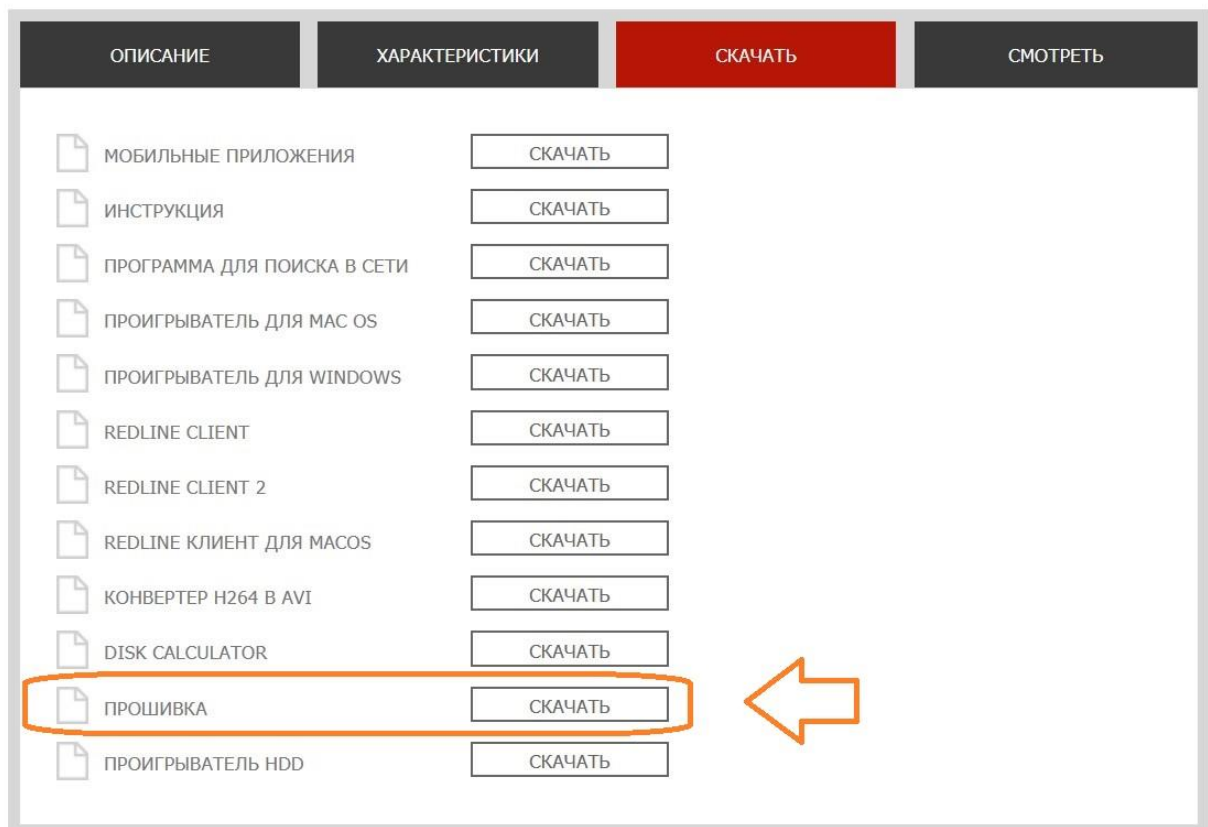 ОПИСАНИЕ ХАРАКТЕРИСТИКИ СКАЧАТЬ СМОТРЕТЬ
МОБИЛЬНЫЕ ПРИЛОЖЕНИЯ СКАЧАТЬ
ИНСТРУКЦИЯ СКАЧАТЬ
ПРОГРАММА ДЛЯ ПОИСКА В СЕТИ СКАЧАТЬ
ПРОИГРЫВАТЕЛЬ ДЛЯ MAC OS СКАЧАТЬ
ПРОИГРЫВАТЕЛЬ ДЛЯ WINDOWS СКАЧАТЬ
REDLINE CLIENT СКАЧАТЬ
REDLINE CLIENT 2 СКАЧАТЬ
REDLINE КЛИЕНТ ДЛЯ MACOS СКАЧАТЬ
КОНВЕРТЕР H264 В AVI СКАЧАТЬ
DISK CALCULATOR СКАЧАТЬ
ПРОШИВКА СКАЧАТЬ
ПРОИГРЫВАТЕЛЬ HDD СКАЧАТЬ